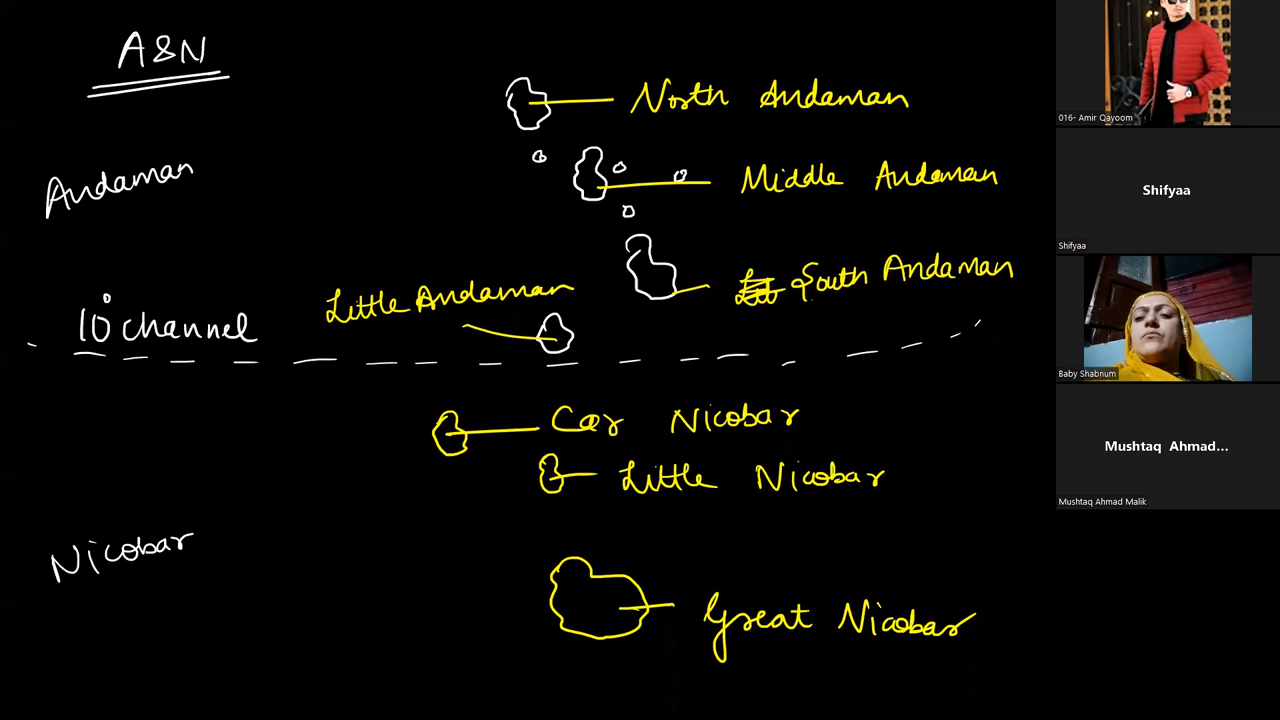 A&N
North Andaman
Andaman
Middle Andaman
South Andaman
Little Andaman
10° channel
Car Nicobar
Little Nicobar
Nicobar
Great Nicobar
016- Amir Qayoom
Shifyaa
Shifyaa
Baby Shabnum
Mushtaq Ahmad...
Mushtaq Ahmad Malik